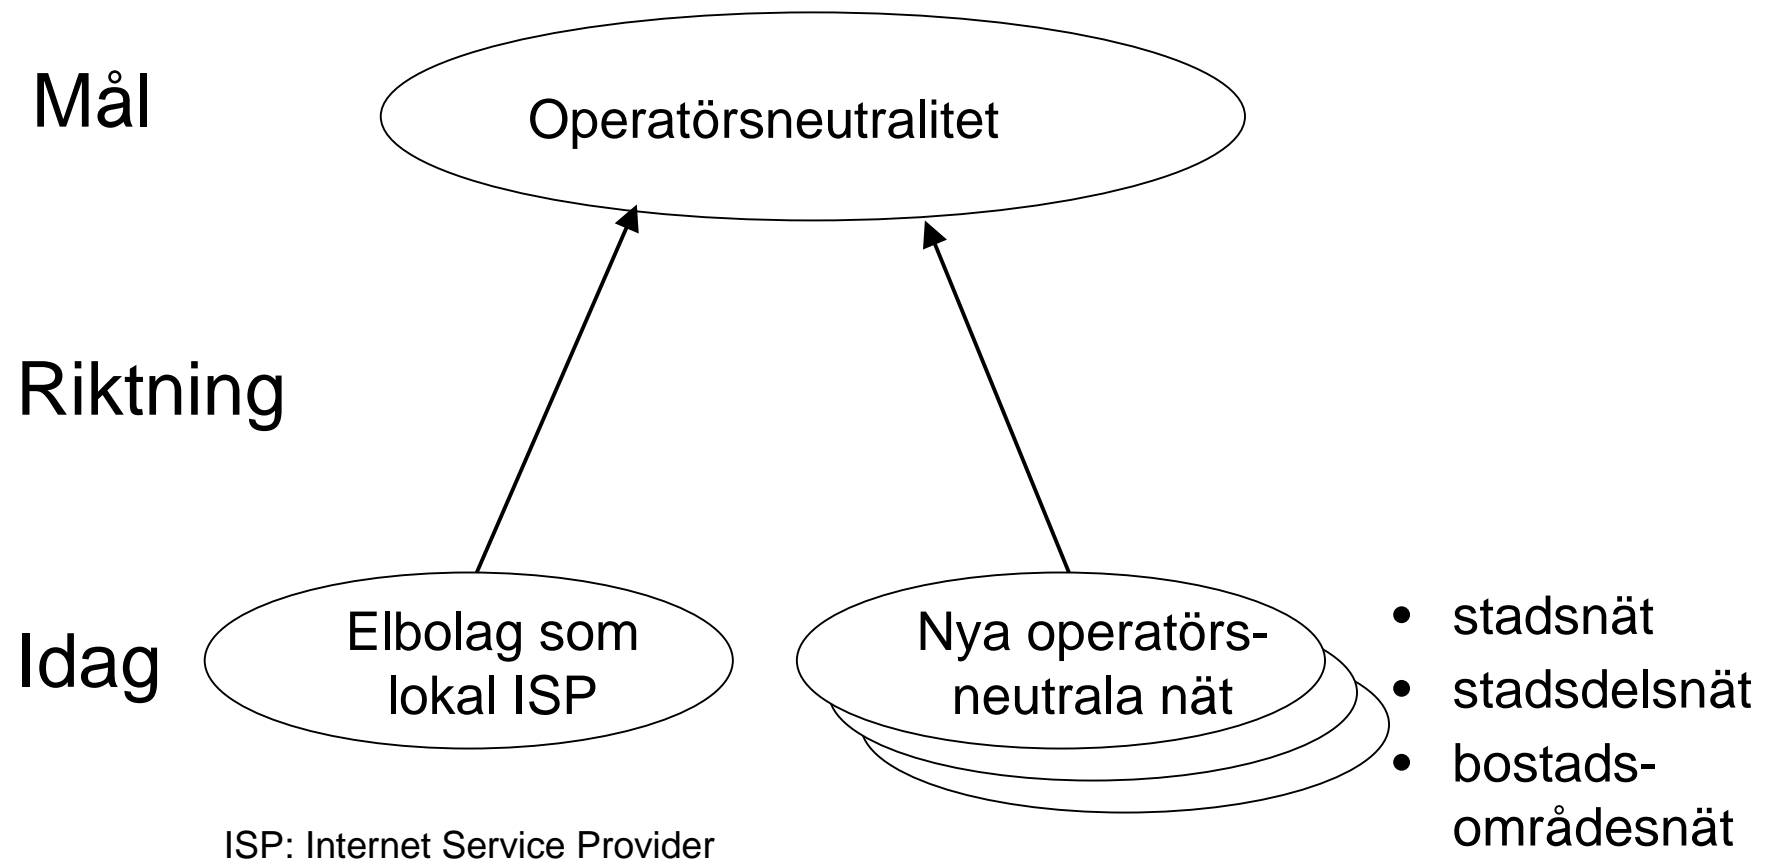 Mål
Operatörsneutralitet
Riktning
Idag
Elbolag som
lokal ISP
Nya operatörs-
neutrala nät
• stadsnät
• stadsdelsnät
• bostads-
områdesnät
ISP: Internet Service Provider